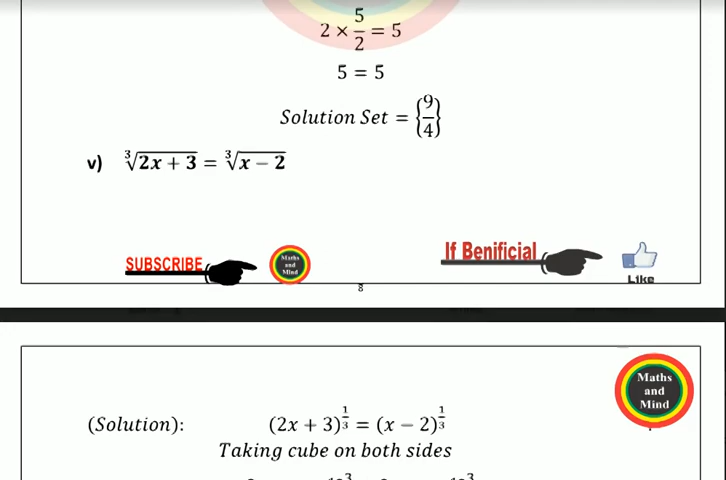 2 × 5/2 = 5
5 = 5
Solution Set = {9/4}
v) ∛(2x + 3) = ∛(x − 2)
SUBSCRIBE
Maths
and
Mind
If Benificial
Like
8
Maths
and
Mind
(Solution): (2x + 3)^(1/3) = (x − 2)^(1/3)
Taking cube on both sides